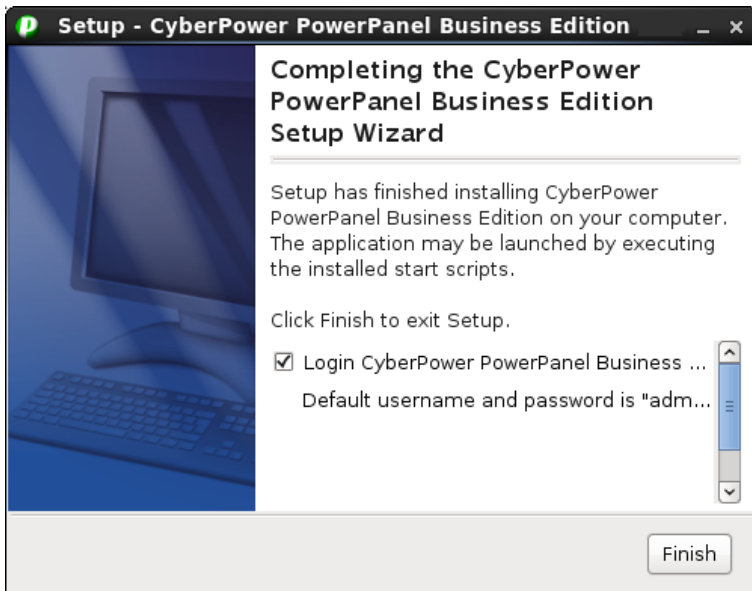 Setup - CyberPower PowerPanel Business Edition
Completing the CyberPower
PowerPanel Business Edition
Setup Wizard
Setup has finished installing CyberPower
PowerPanel Business Edition on your computer.
The application may be launched by executing
the installed start scripts.
Click Finish to exit Setup.
Login CyberPower PowerPanel Business ...
Default username and password is "adm...
Finish